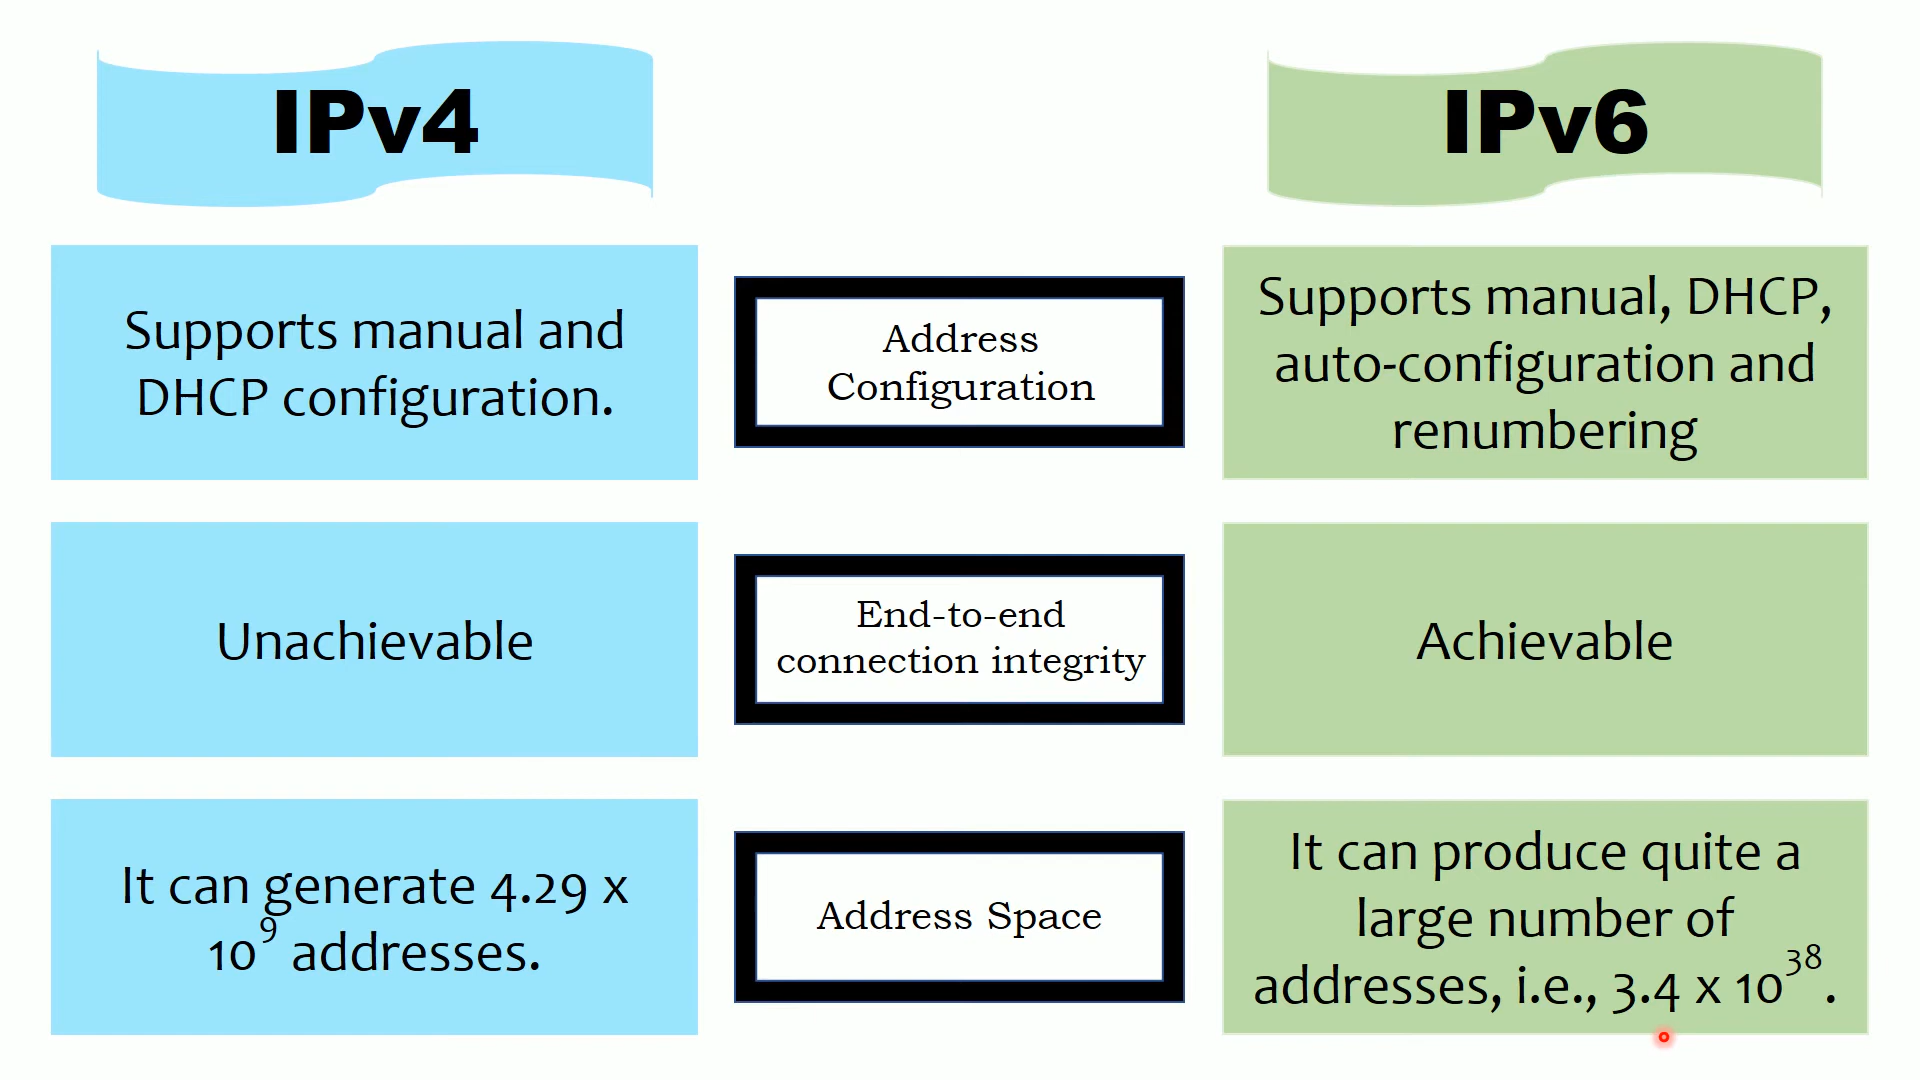 IPv4
IPv6
Supports manual and
DHCP configuration.
Address
Configuration
Supports manual, DHCP,
auto-configuration and
renumbering
Unachievable
End-to-end
connection integrity
Achievable
It can generate 4.29 x
10⁹ addresses.
Address Space
It can produce quite a
large number of
addresses, i.e., 3.4 x 10³⁸.